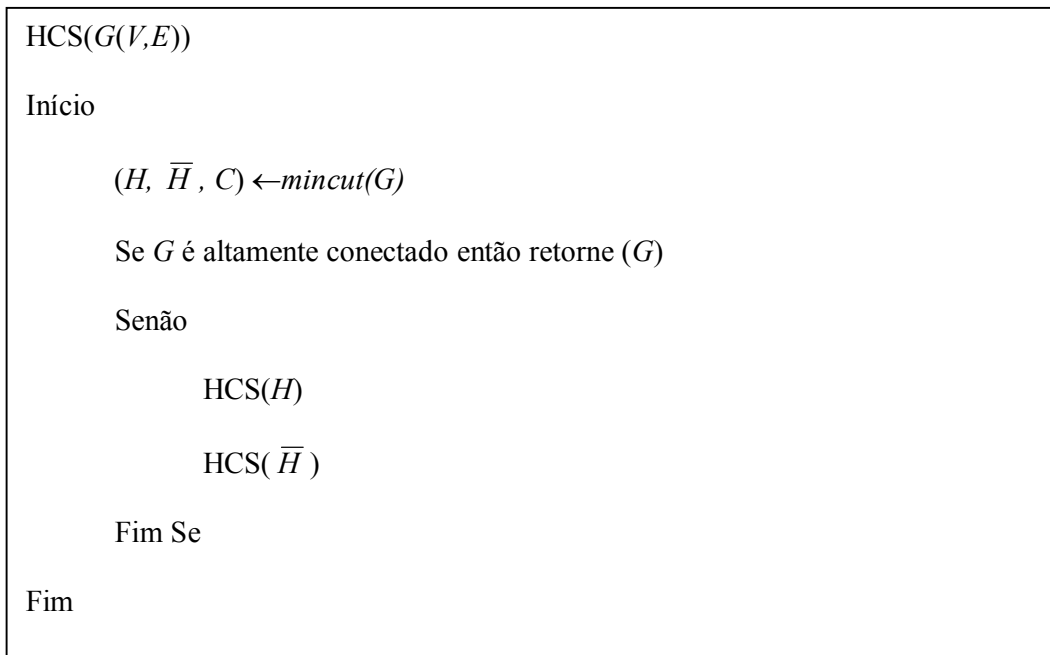 HCS(G(V,E))
Início
(H, H̅ , C) ←mincut(G)
Se G é altamente conectado então retorne (G)
Senão
HCS(H)
HCS( H̅ )
Fim Se
Fim